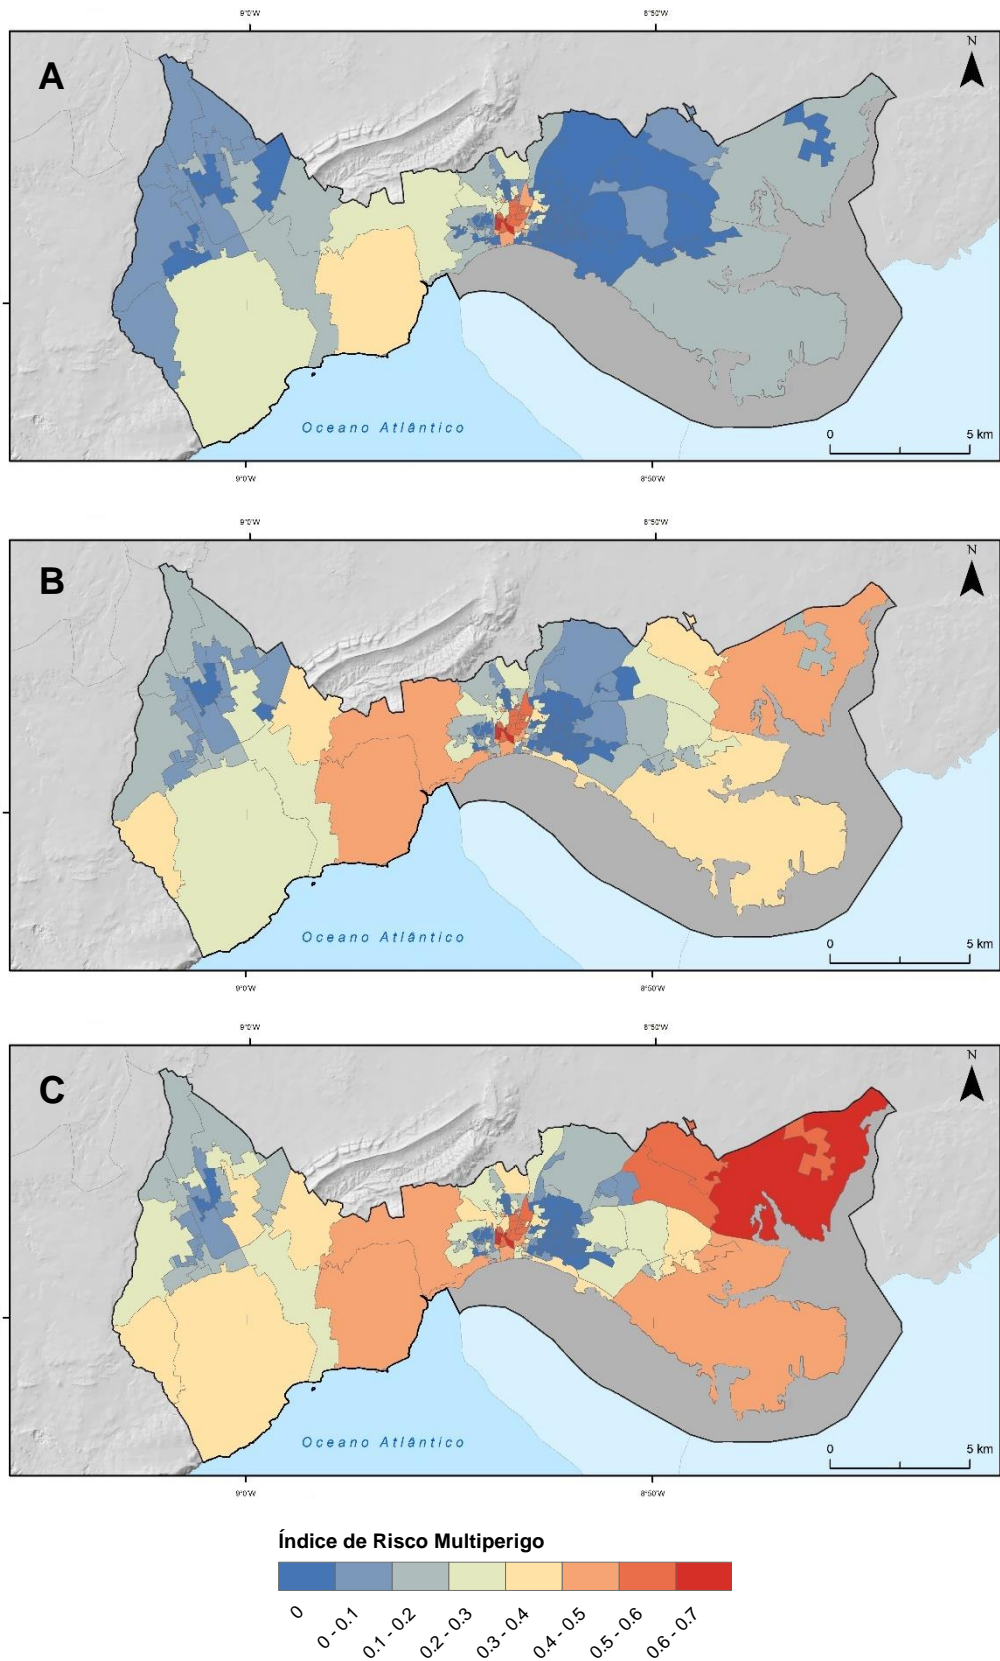 9°0'W 8°50'W
A
N
Oceano Atlântico
0 5 km
9°0'W 8°50'W
9°0'W 8°50'W
B
N
Oceano Atlântico
0 5 km
9°0'W 8°50'W
9°0'W 8°50'W
C
N
Oceano Atlântico
0 5 km
9°0'W 8°50'W
Índice de Risco Multiperigo
0
0 - 0.1
0.1 - 0.2
0.2 - 0.3
0.3 - 0.4
0.4 - 0.5
0.5 - 0.6
0.6 - 0.7